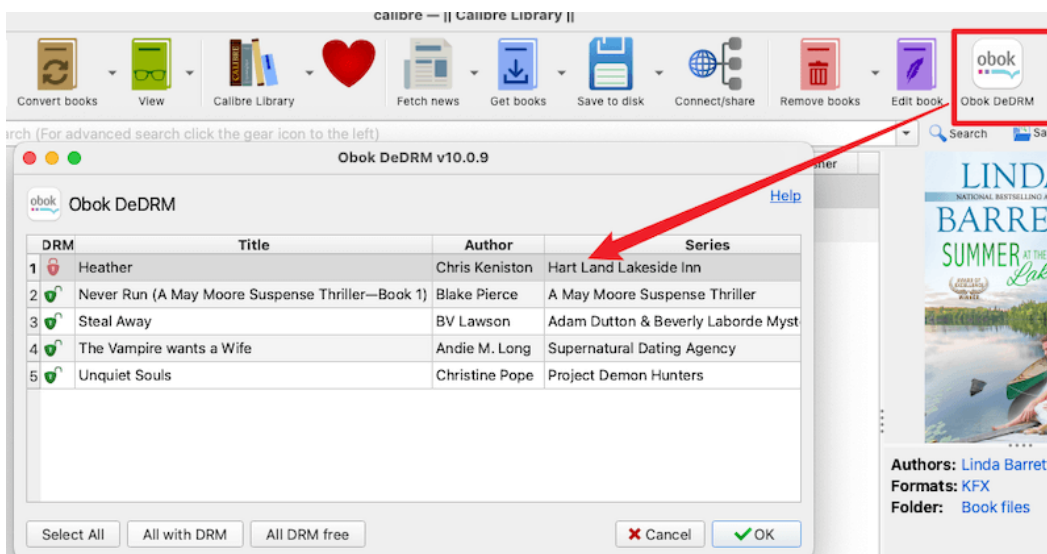 calibre — || Calibre Library ||
Convert books
View
Calibre Library
Fetch news
Get books
Save to disk
Connect/share
Remove books
Edit book
obok
Obok DeDRM
(For advanced search click the gear icon to the left)
Search
Obok DeDRM v10.0.9
obok
Obok DeDRM
Help
DRM Title Author Series
1 Heather Chris Keniston Hart Land Lakeside Inn
2 Never Run (A May Moore Suspense Thriller—Book 1) Blake Pierce A May Moore Suspense Thriller
3 Steal Away BV Lawson Adam Dutton & Beverly Laborde Myst
4 The Vampire wants a Wife Andie M. Long Supernatural Dating Agency
5 Unquiet Souls Christine Pope Project Demon Hunters
Select All
All with DRM
All DRM free
Cancel
OK
LINDA
NATIONAL BESTSELLING A
BARRE
SUMMER AT THE
Lak
Authors: Linda Barret
Formats: KFX
Folder: Book files